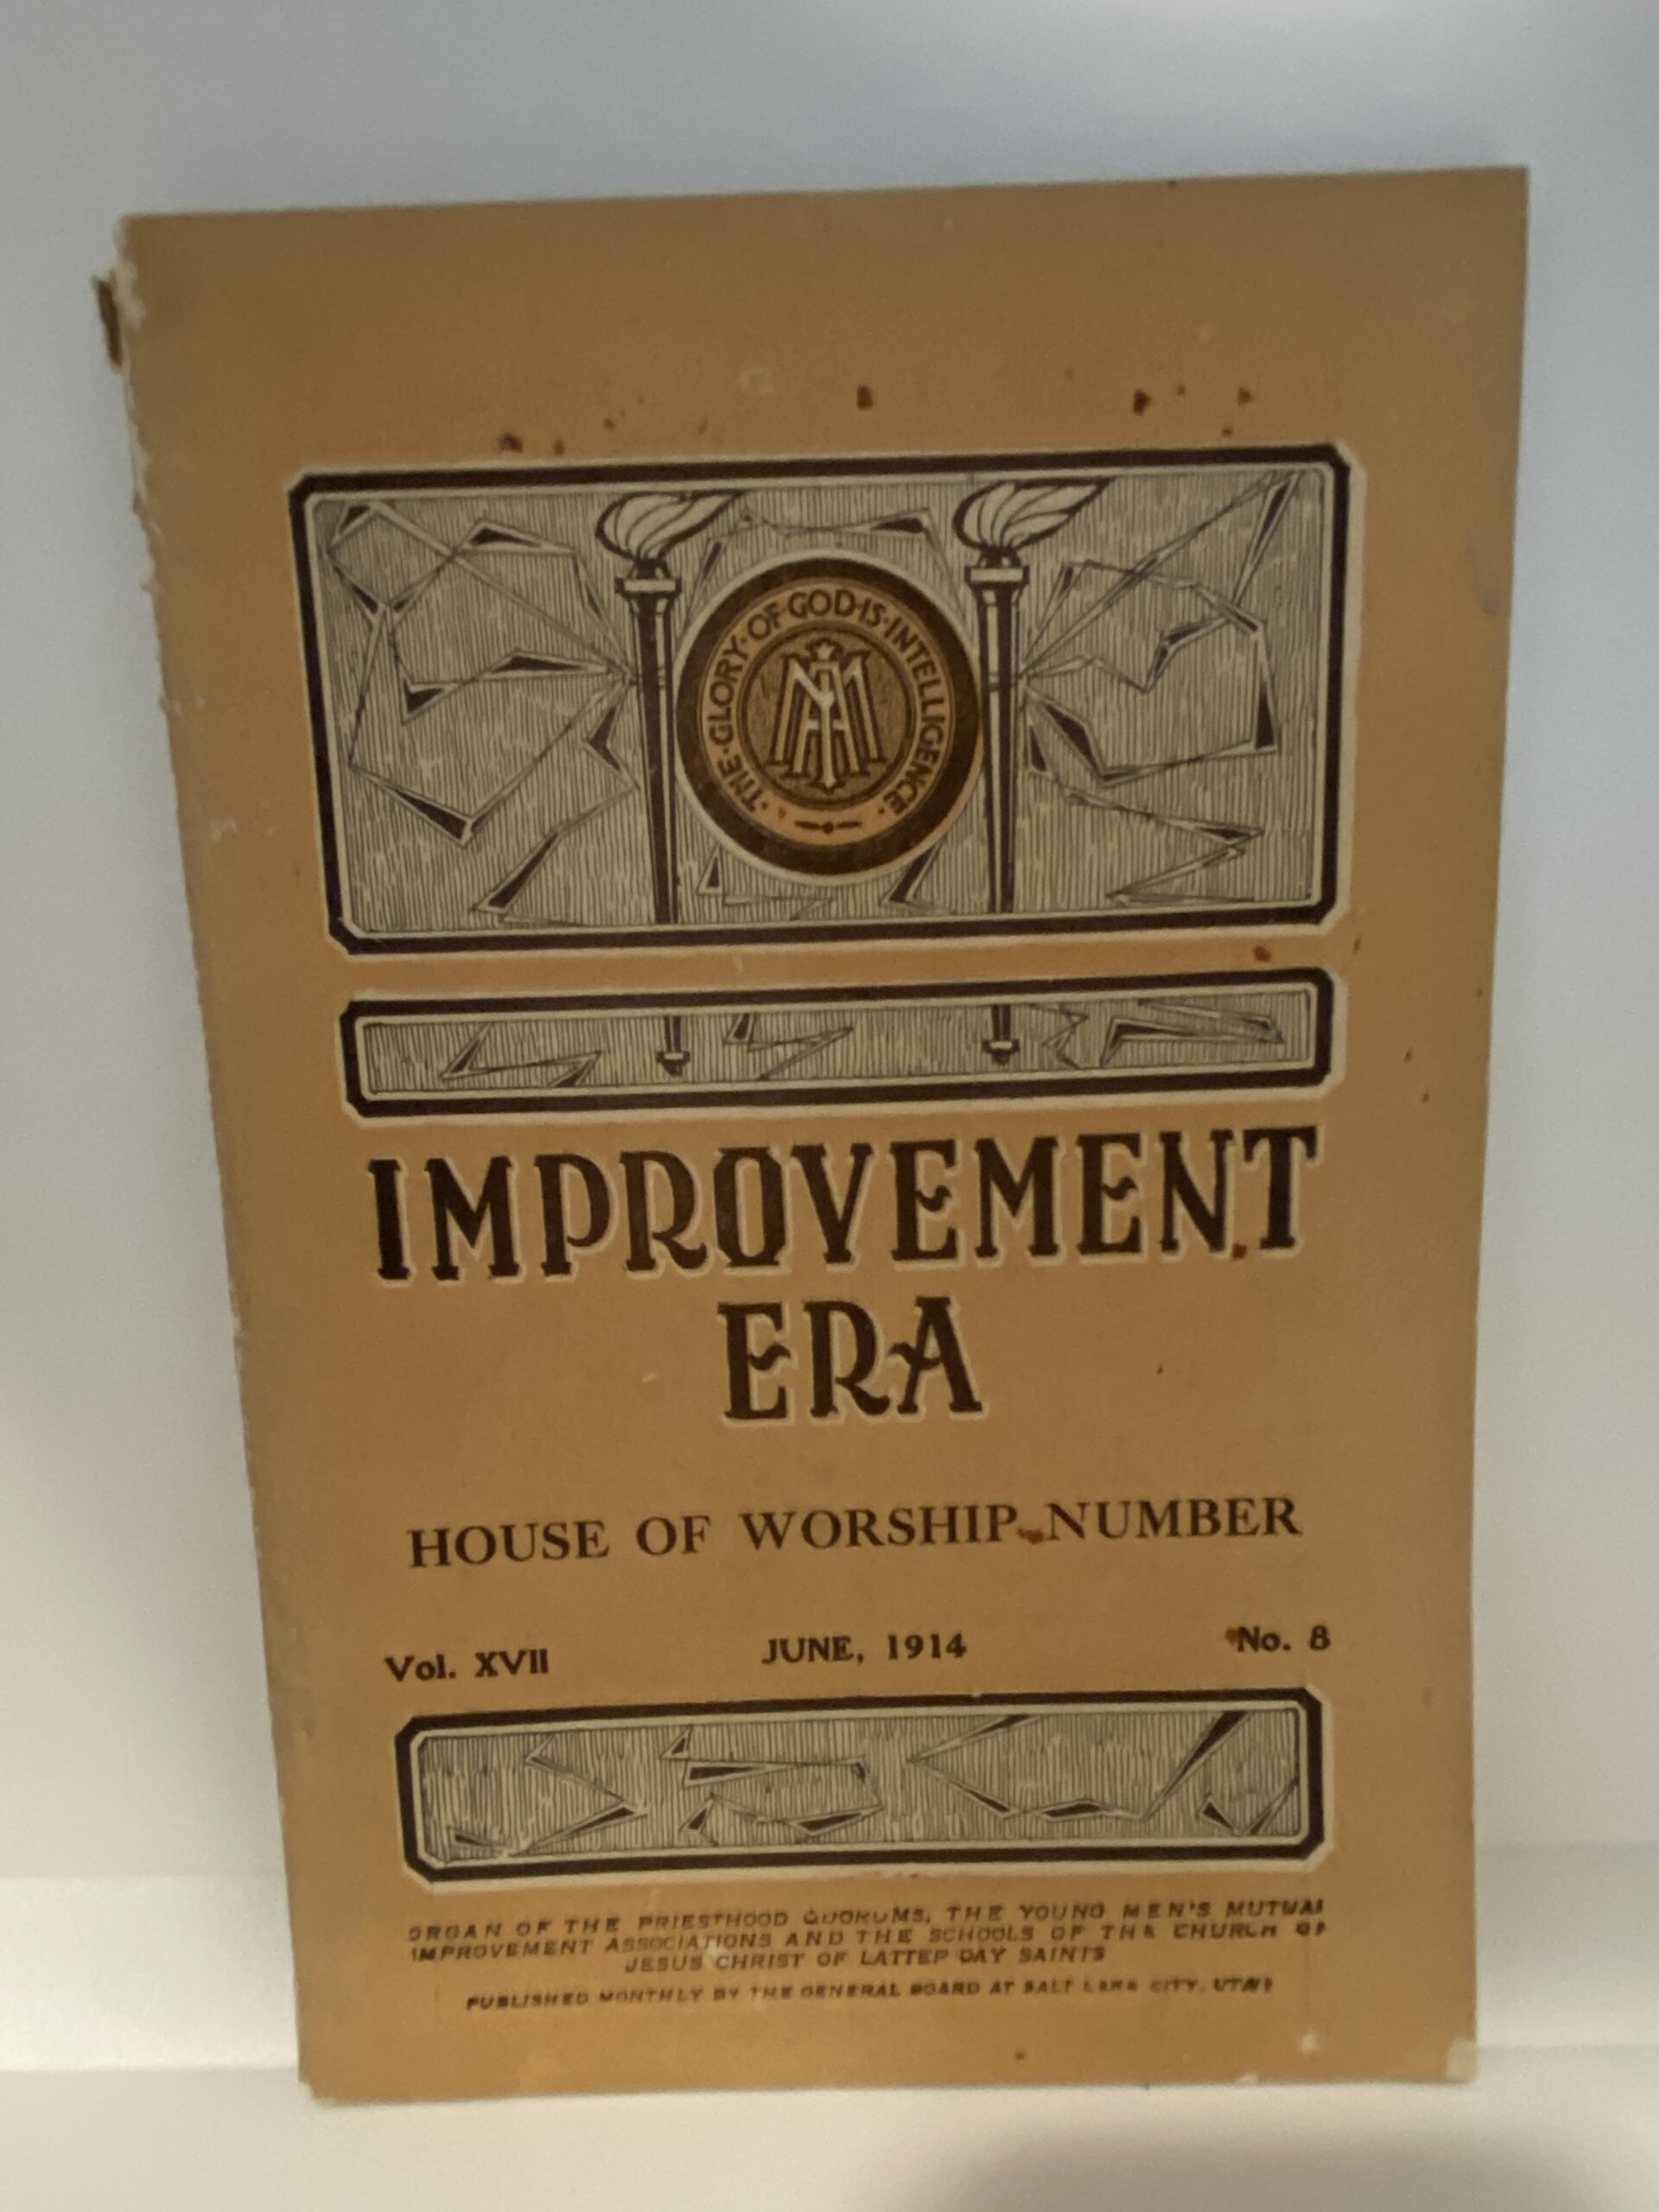 ·THE·GLORY·OF·GOD·IS·INTELLIGENCE·
IMPROVEMENT
ERA
HOUSE OF WORSHIP NUMBER
Vol. XVII JUNE, 1914 No. 8
ORGAN OF THE PRIESTHOOD QUORUMS, THE YOUNG MEN'S MUTUAL
IMPROVEMENT ASSOCIATIONS AND THE SCHOOLS OF THE CHURCH OF
JESUS CHRIST OF LATTER DAY SAINTS
PUBLISHED MONTHLY BY THE GENERAL BOARD AT SALT LAKE CITY, UTAH